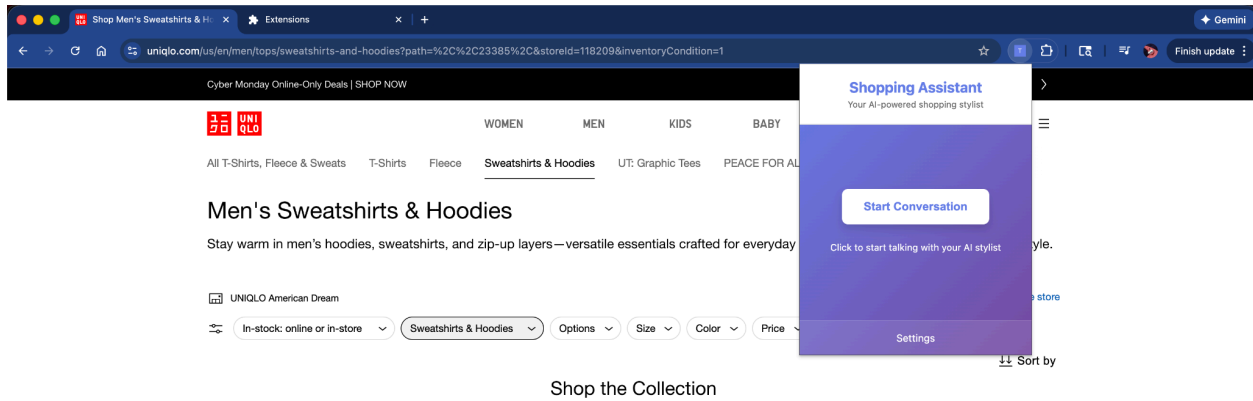 Shop Men's Sweatshirts & Ho
Extensions
Gemini
uniqlo.com/us/en/men/tops/sweatshirts-and-hoodies?path=%2C%2C23385%2C&storeId=118209&inventoryCondition=1
Finish update
Cyber Monday Online-Only Deals | SHOP NOW
Shopping Assistant
Your AI-powered shopping stylist
ユニクロ UNIQLO
WOMEN MEN KIDS BABY
All T-Shirts, Fleece & Sweats T-Shirts Fleece Sweatshirts & Hoodies UT: Graphic Tees PEACE FOR AL
Men's Sweatshirts & Hoodies
Start Conversation
Stay warm in men's hoodies, sweatshirts, and zip-up layers—versatile essentials crafted for everyday
yle.
Click to start talking with your AI stylist
UNIQLO American Dream
store
In-stock: online or in-store Sweatshirts & Hoodies Options Size Color Price
Settings
Sort by
Shop the Collection